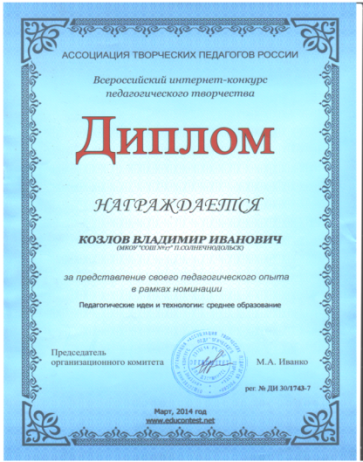 АССОЦИАЦИЯ ТВОРЧЕСКИХ ПЕДАГОГОВ РОССИИ
Всероссийский интернет-конкурс
педагогического творчества
Диплом
НАГРАЖДАЕТСЯ
КОЗЛОВ ВЛАДИМИР ИВАНОВИЧ
(МКОУ "СОШ №17" П.СОЛНЕЧНОДОЛЬСК)
за представление своего педагогического опыта
в рамках номинации
Педагогические идеи и технологии: среднее образование
Председатель
организационного комитета
М.А. Иванко
рег. № ДИ 30/1743-7
Март, 2014 год
www.educontest.net